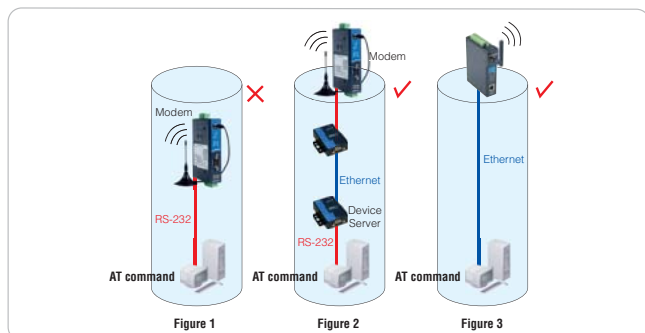 Modem
RS-232
AT command
Figure 1
Modem
Ethernet
Device
Server
RS-232
AT command
Figure 2
Ethernet
AT command
Figure 3